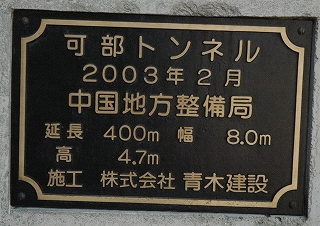 可部トンネル
2003年2月
中国地方整備局
延長 400m 幅 8.0m
高 4.7m
施工 株式会社 青木建設